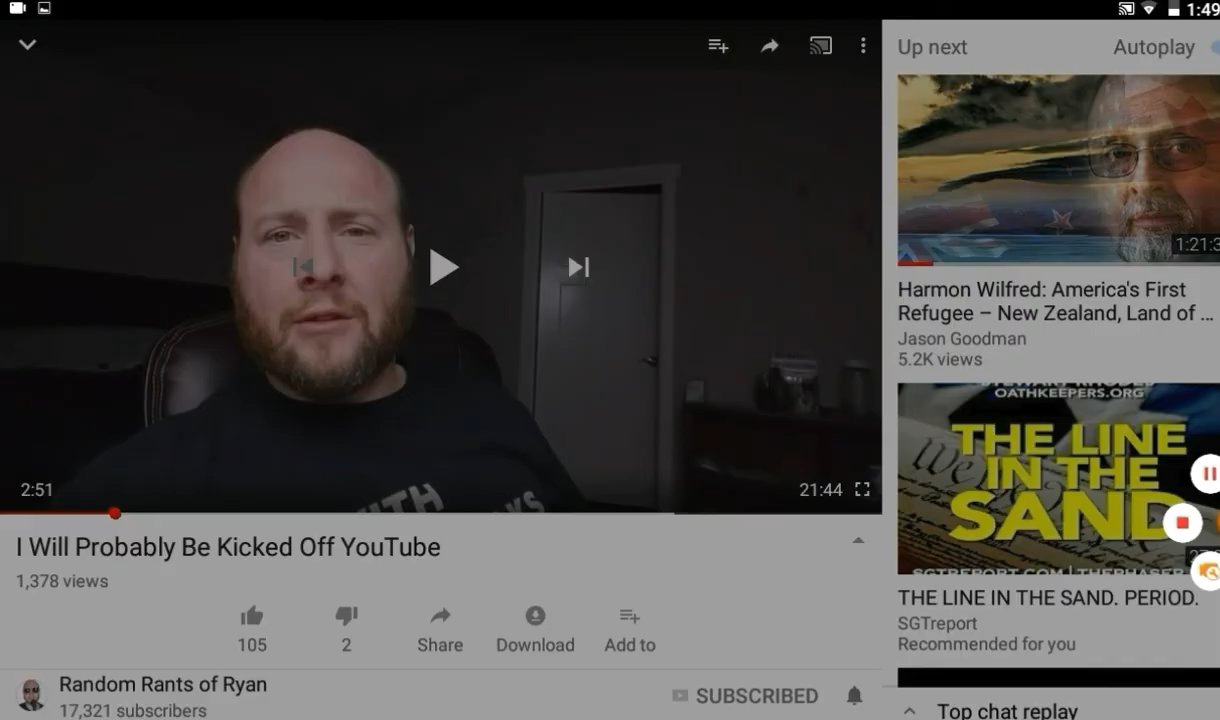 1:49
Up next
Autoplay
1:21:3
Harmon Wilfred: America's First
Refugee – New Zealand, Land of ...
Jason Goodman
5.2K views
OATHKEEPERS.ORG
THE LINE
IN THE
SAND
We
THE LINE IN THE SAND. PERIOD.
SGTreport
Recommended for you
Top chat replay
2:51
21:44
I Will Probably Be Kicked Off YouTube
1,378 views
105
2
Share
Download
Add to
Random Rants of Ryan
17,321 subscribers
SUBSCRIBED